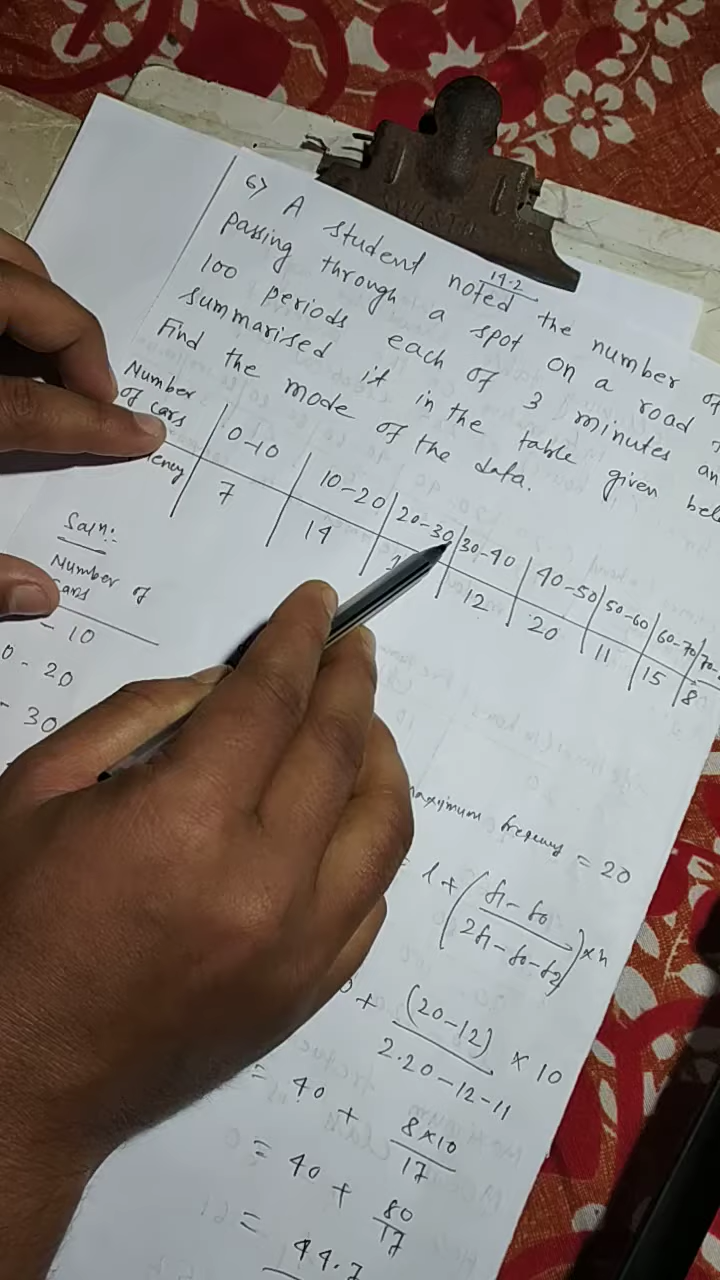 14.2
6> A student noted the number of
passing through a spot on a road
100 periods each of 3 minutes an
summarised it in the table given bel
Find the mode of the data.
Number of cars 0-10 10-20 20-30 30-40 40-50 50-60 60-70 70-
7 14 12 20 11 15 8
Soln:-
Number of
cars
- 10
0 - 20
- 30
maximum freqency = 20
= l + (f1 - f0 / 2f1 - f0 - f2) × h
0 + (20-12) / 2.20-12-11 × 10
= 40 + 8×10 / 17
= 40 + 80 / 17
= 44.7